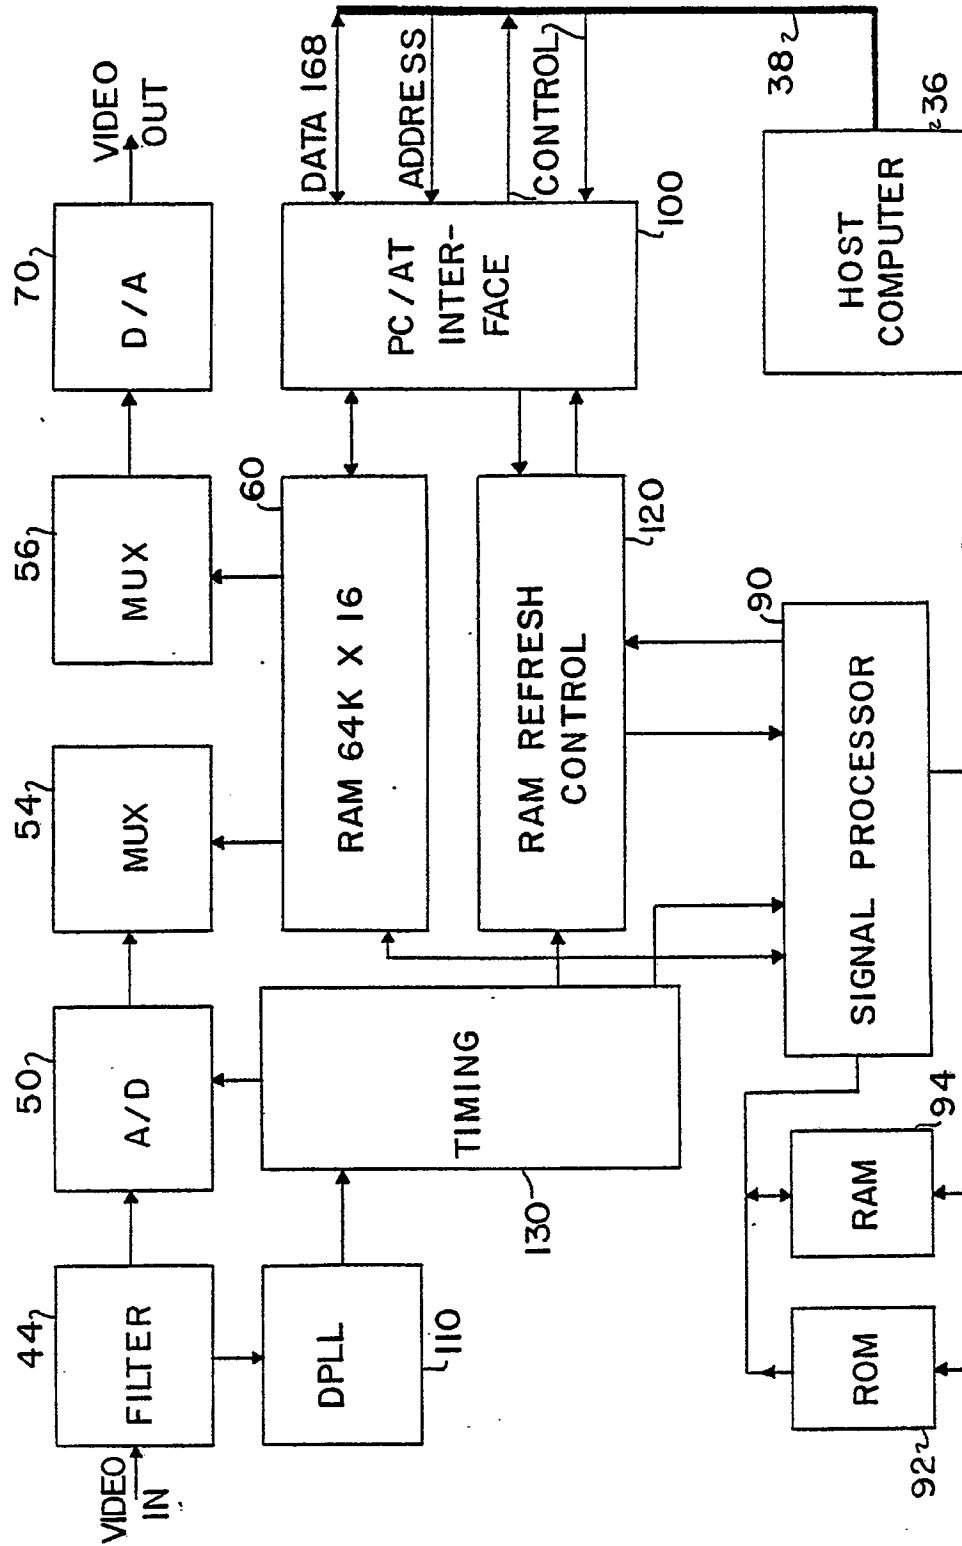 VIDEO
IN
44
FILTER
50
A/D
54
MUX
56
MUX
70
D/A
VIDEO
OUT
DPLL
110
TIMING
130
60
RAM 64K X 16
RAM REFRESH
CONTROL
120
PC/AT
INTER-
FACE
100
DATA 168
ADDRESS
CONTROL
38
92
ROM
RAM
94
SIGNAL PROCESSOR
90
HOST
COMPUTER
36